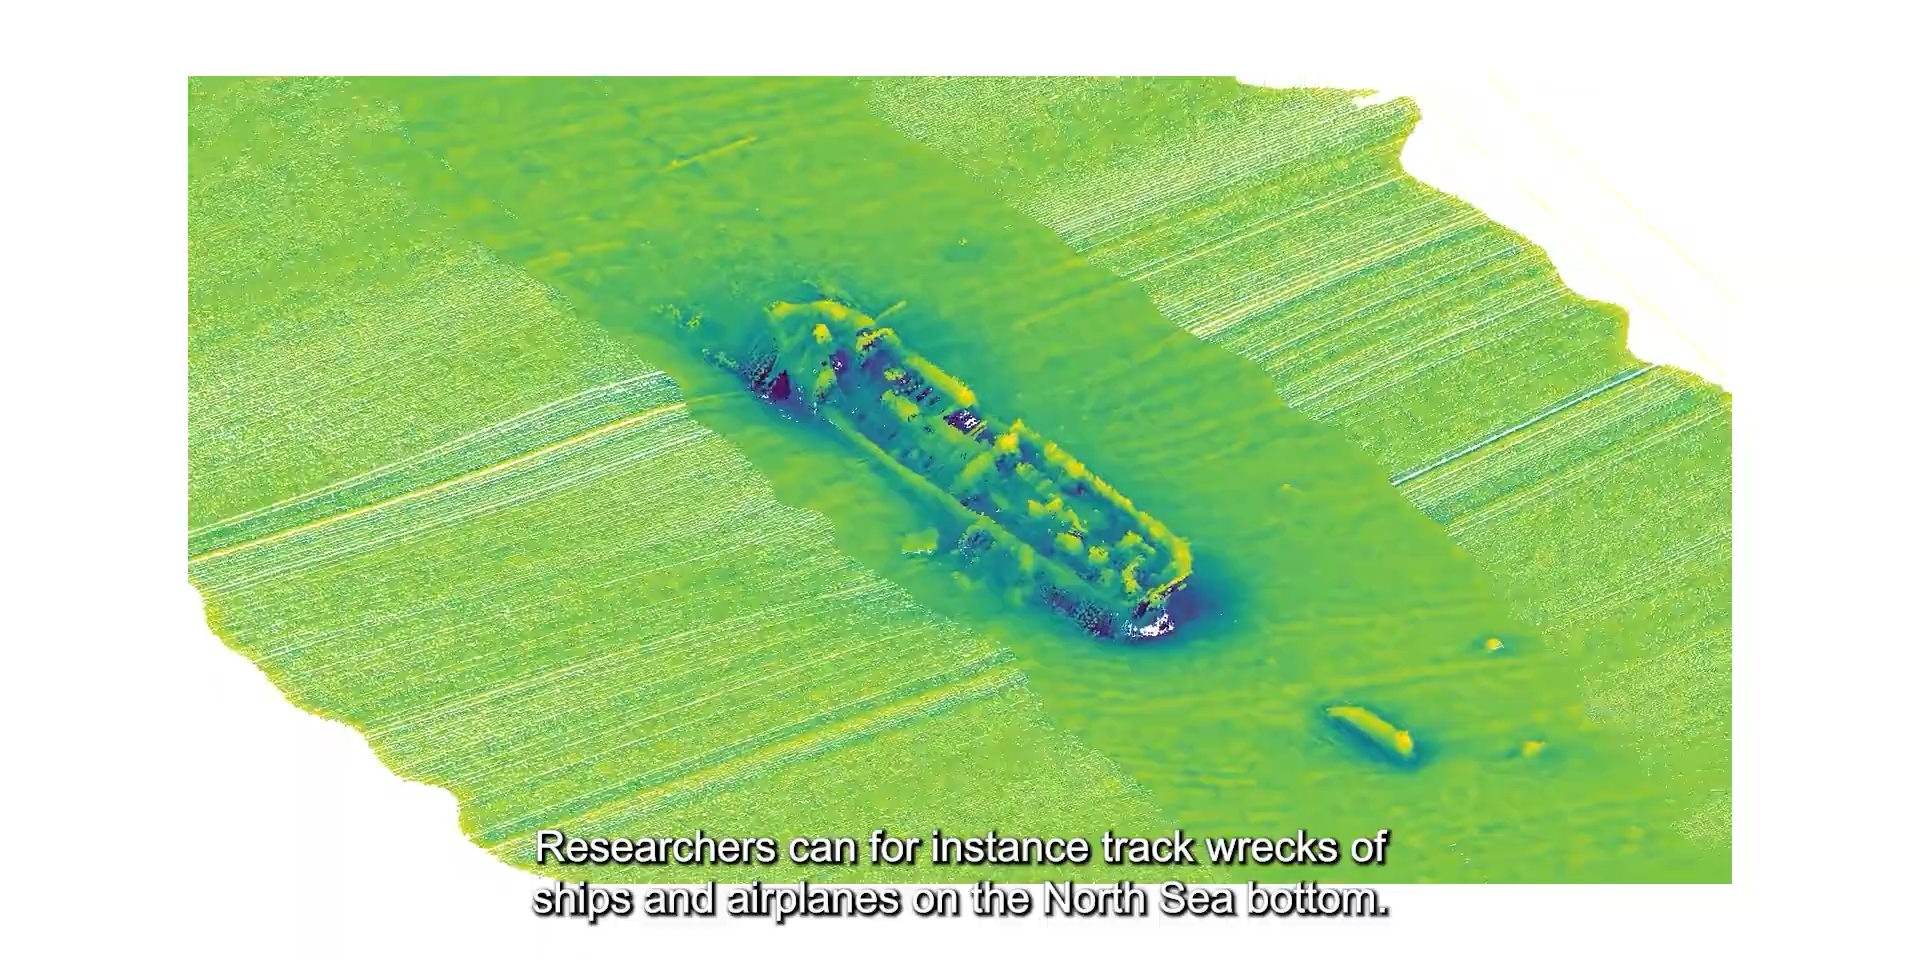 Researchers can for instance track wrecks of
ships and airplanes on the North Sea bottom.